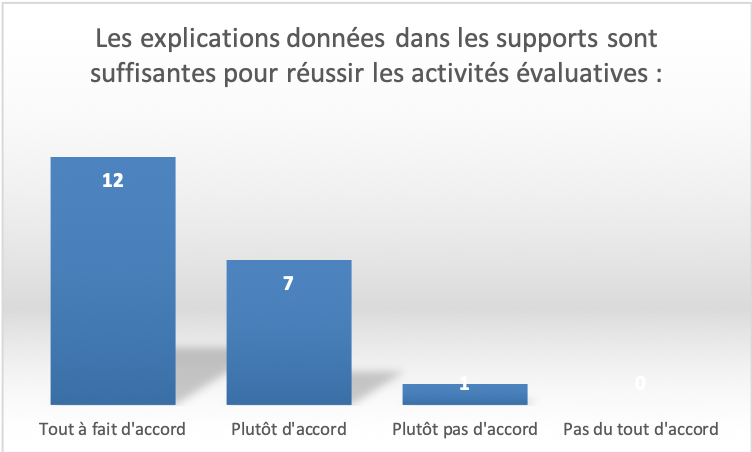 Les explications données dans les supports sont
suffisantes pour réussir les activités évaluatives :
12
7
1
0
Tout à fait d'accord
Plutôt d'accord
Plutôt pas d'accord
Pas du tout d'accord